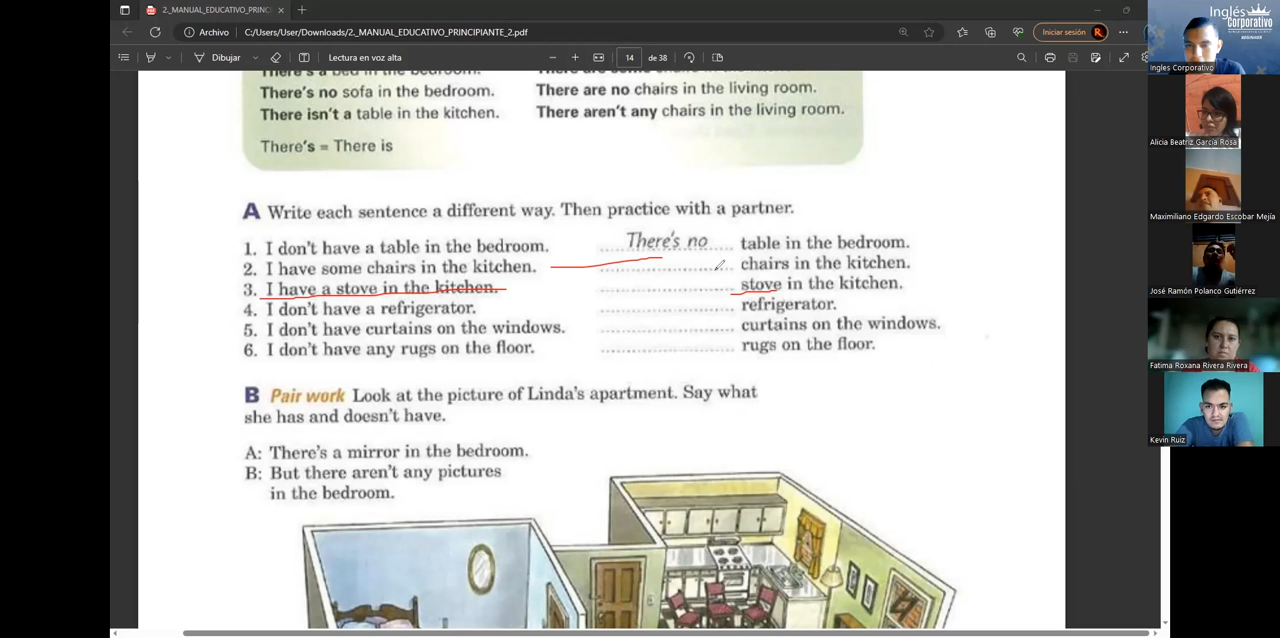 2._MANUAL_EDUCATIVO_PRINCI
Archivo
C:/Users/User/Downloads/2._MANUAL_EDUCATIVO_PRINCIPIANTE_2.pdf
Iniciar sesión
R
Dibujar
Lectura en voz alta
14
de 38
There's no sofa in the bedroom.
There isn't a table in the kitchen.
There's = There is
There are no chairs in the living room.
There aren't any chairs in the living room.
A Write each sentence a different way. Then practice with a partner.
1. I don't have a table in the bedroom. There's no table in the bedroom.
2. I have some chairs in the kitchen. chairs in the kitchen.
3. I have a stove in the kitchen. stove in the kitchen.
4. I don't have a refrigerator. refrigerator.
5. I don't have curtains on the windows. curtains on the windows.
6. I don't have any rugs on the floor. rugs on the floor.
B Pair work Look at the picture of Linda's apartment. Say what
she has and doesn't have.
A: There's a mirror in the bedroom.
B: But there aren't any pictures
in the bedroom.
Inglés
Corporativo
BEGINNER
Ingles Corporativo
Alicia Beatriz García Rosa
Maximiliano Edgardo Escobar Mejía
José Ramón Polanco Gutiérrez
Fatima Roxana Rivera Rivera
Kevin Ruiz